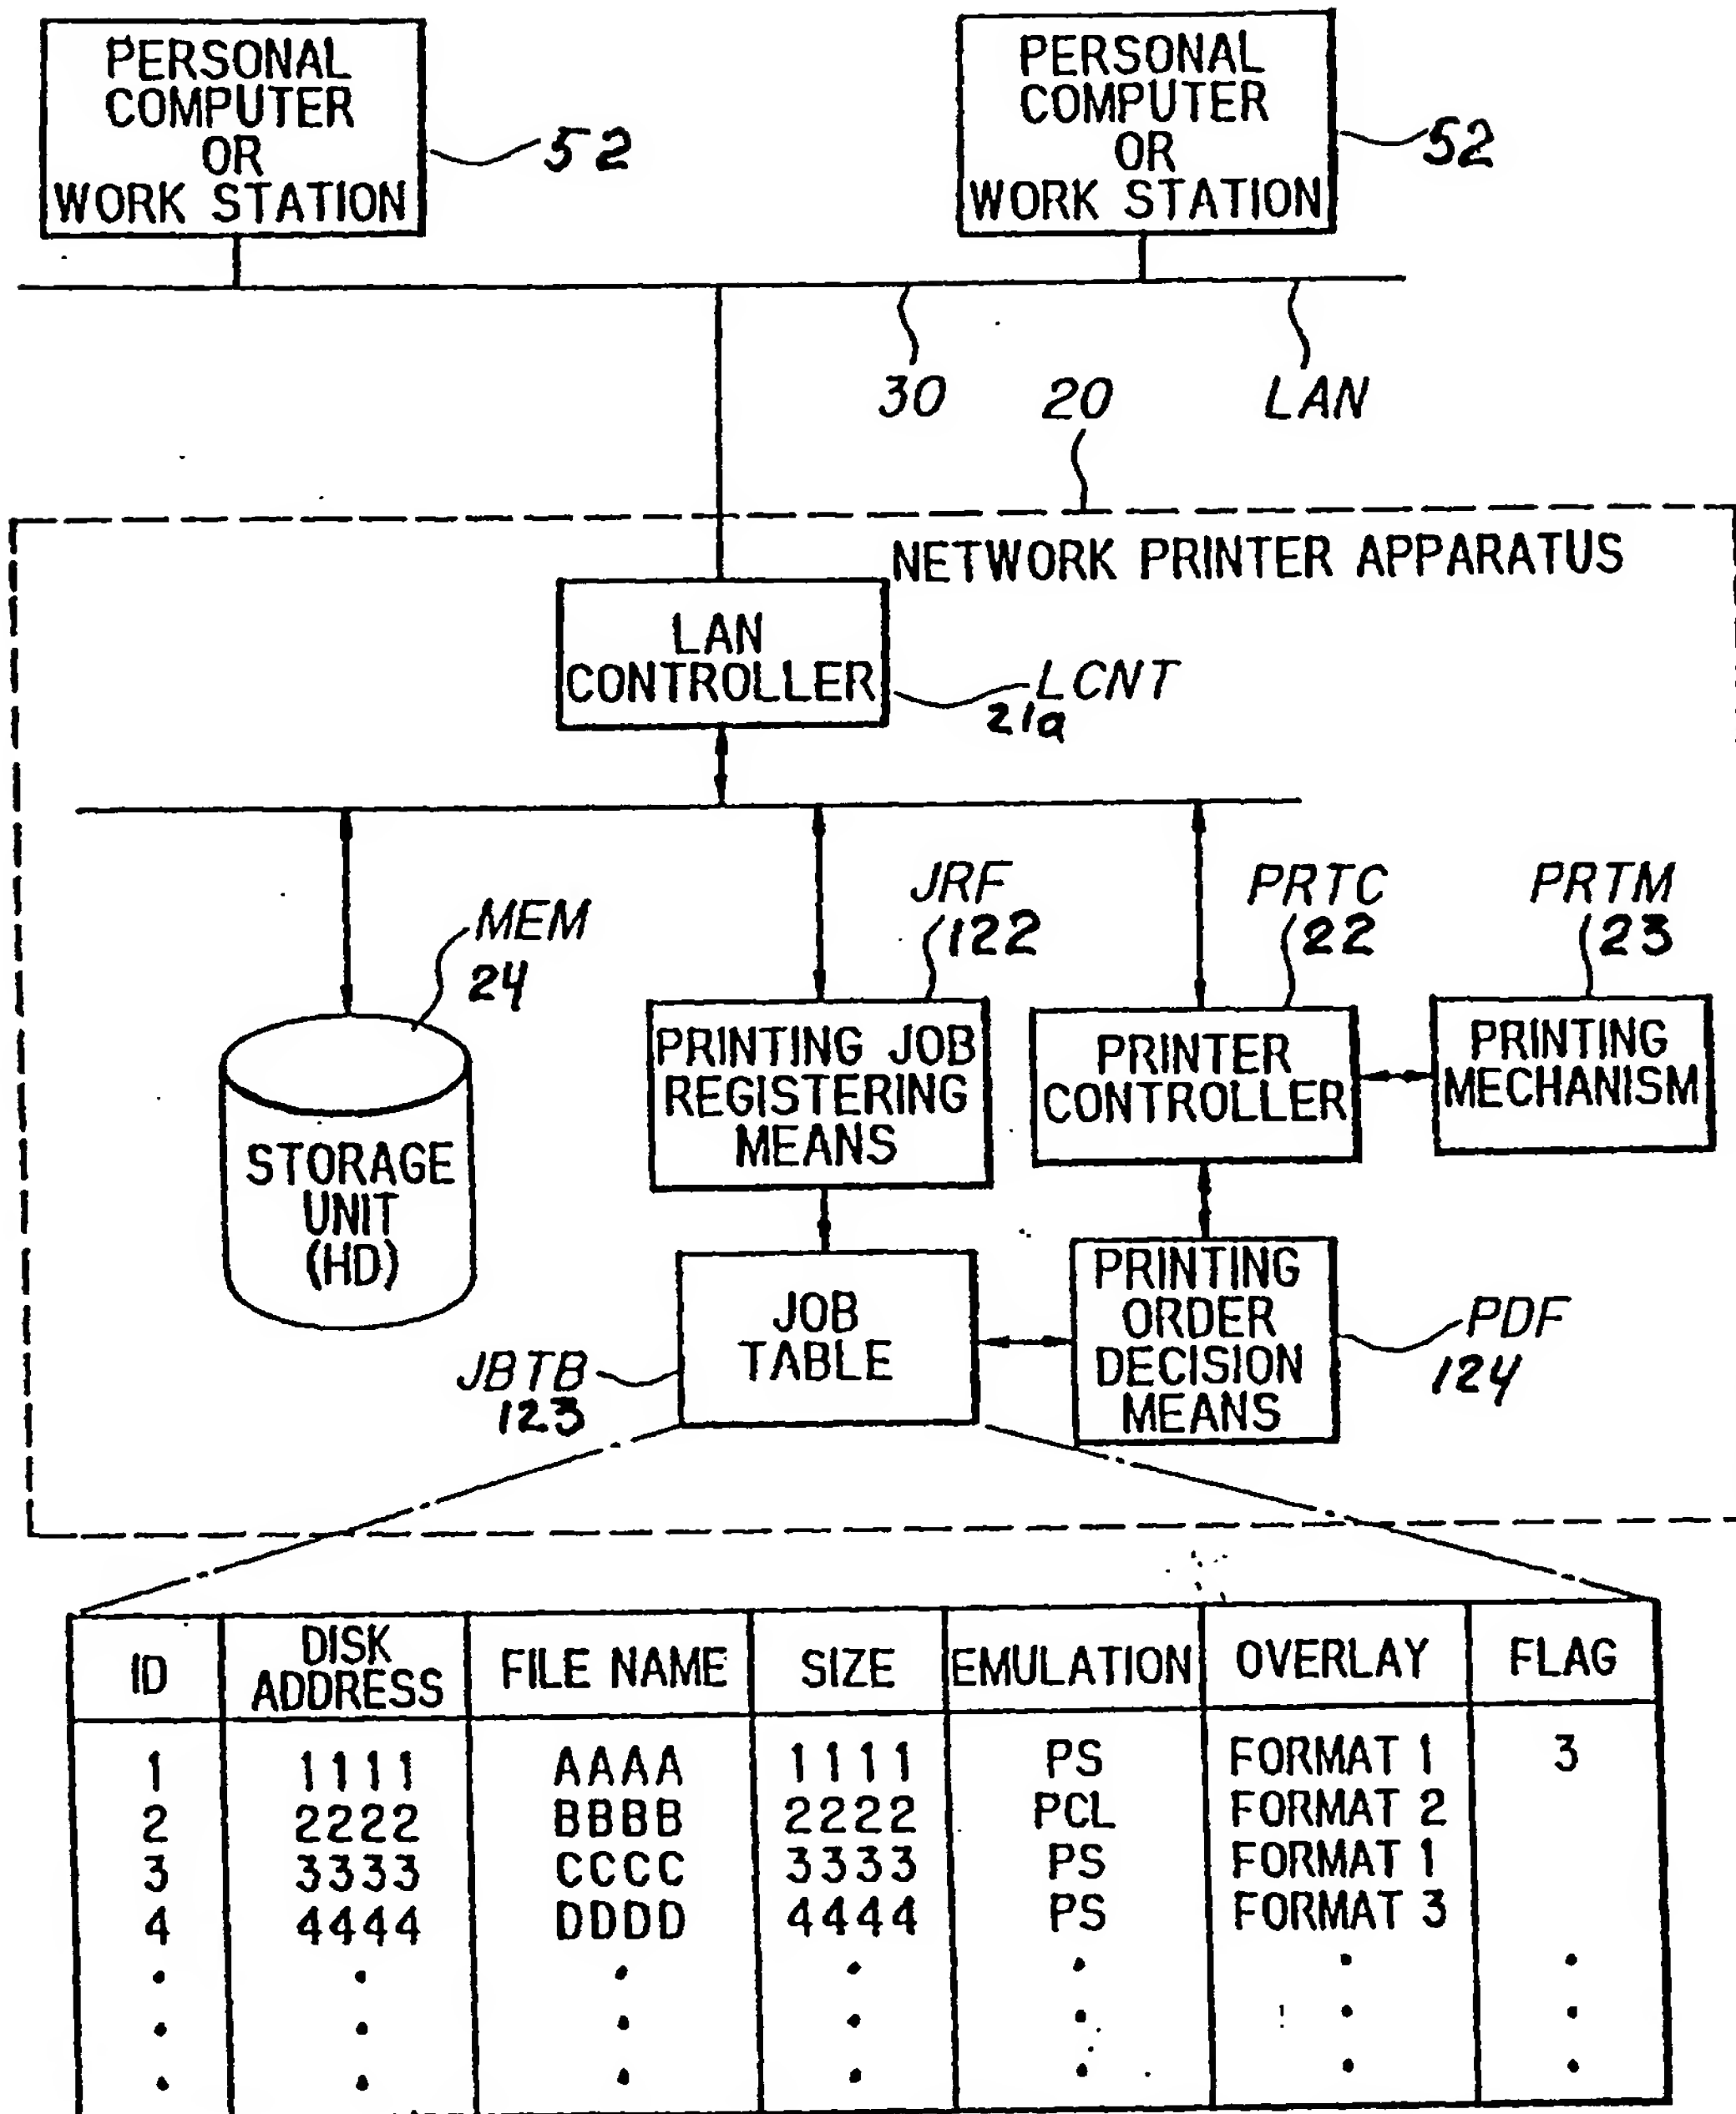 PERSONAL
COMPUTER
OR
WORK STATION
52
PERSONAL
COMPUTER
OR
WORK STATION
52
30
20
LAN
NETWORK PRINTER APPARATUS
LAN
CONTROLLER
LCNT
21a
MEM
24
JRF
122
PRTC
22
PRTM
23
STORAGE
UNIT
(HD)
PRINTING JOB
REGISTERING
MEANS
PRINTER
CONTROLLER
PRINTING
MECHANISM
JOB
TABLE
JBTB
123
PRINTING
ORDER
DECISION
MEANS
PDF
124
ID DISK ADDRESS FILE NAME SIZE EMULATION OVERLAY FLAG
1 1111 AAAA 1111 PS FORMAT 1 3
2 2222 BBBB 2222 PCL FORMAT 2
3 3333 CCCC 3333 PS FORMAT 1
4 4444 DDDD 4444 PS FORMAT 3